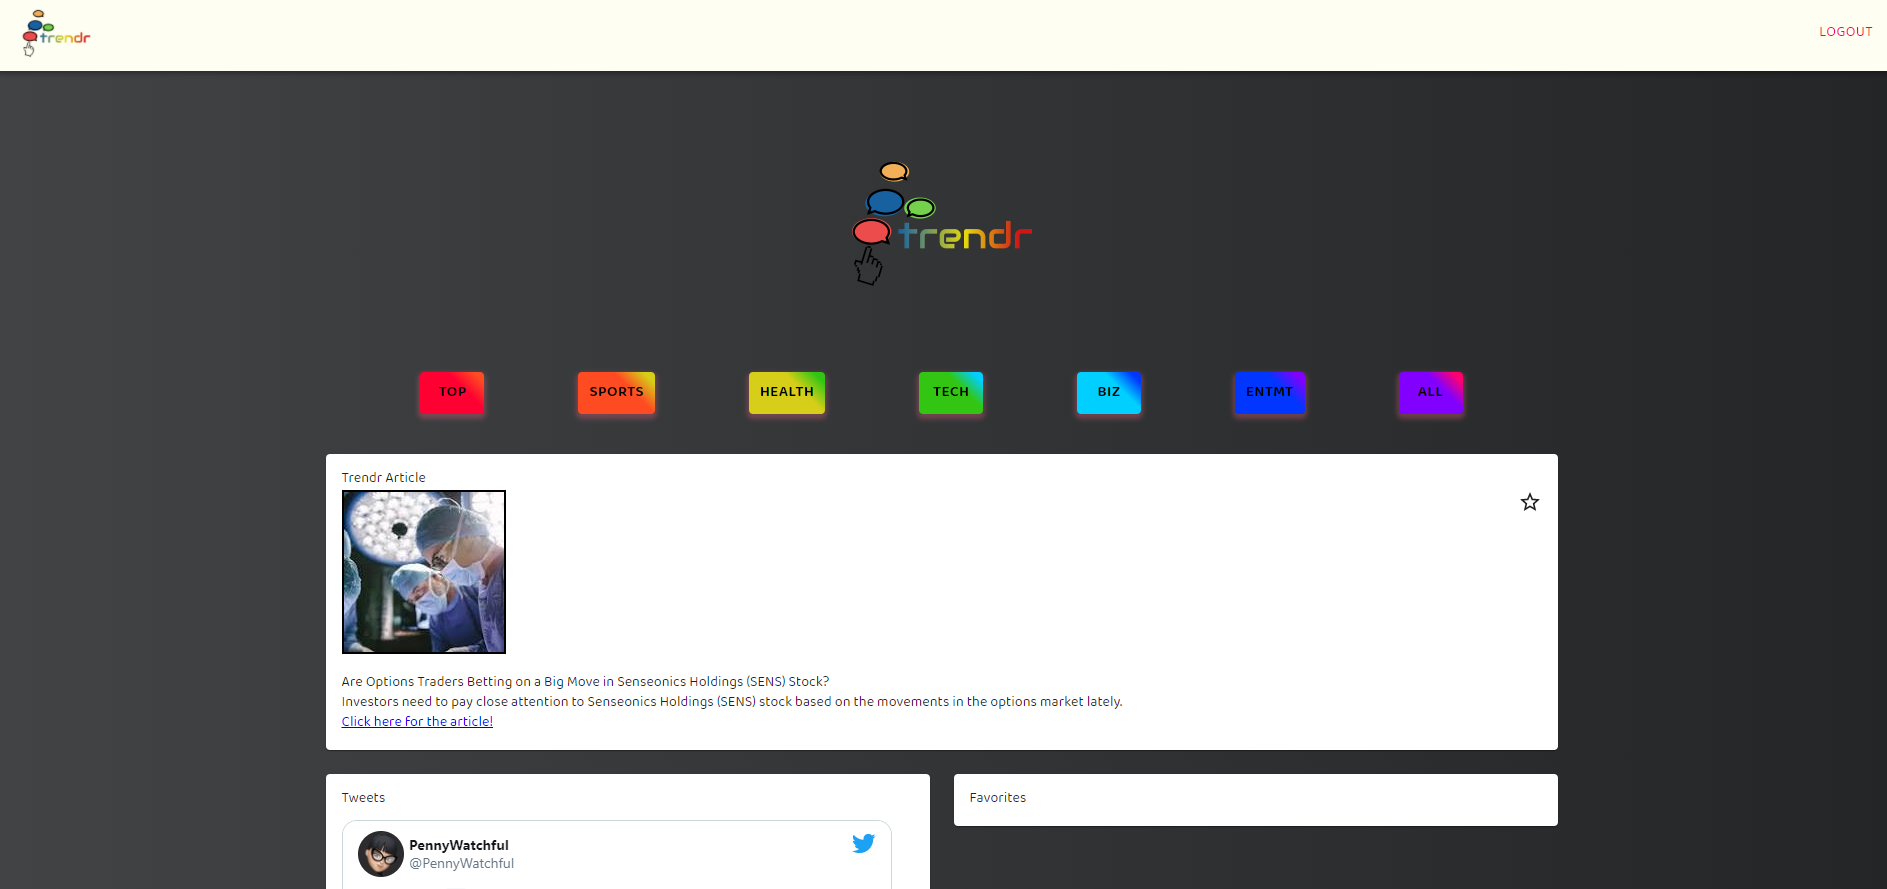 trendr
LOGOUT
trendr
TOP
SPORTS
HEALTH
TECH
BIZ
ENTMT
ALL
Trendr Article
Are Options Traders Betting on a Big Move in Senseonics Holdings (SENS) Stock?
Investors need to pay close attention to Senseonics Holdings (SENS) stock based on the movements in the options market lately.
Click here for the article!
Tweets
Favorites
PennyWatchful
@PennyWatchful